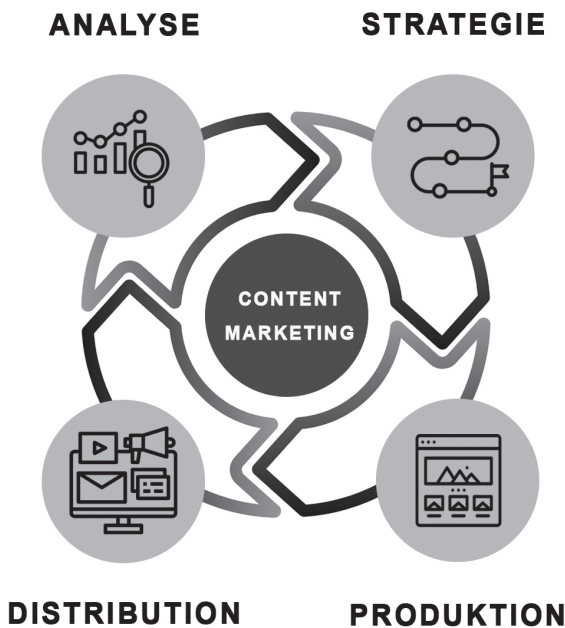 ANALYSE
STRATEGIE
CONTENT
MARKETING
DISTRIBUTION
PRODUKTION